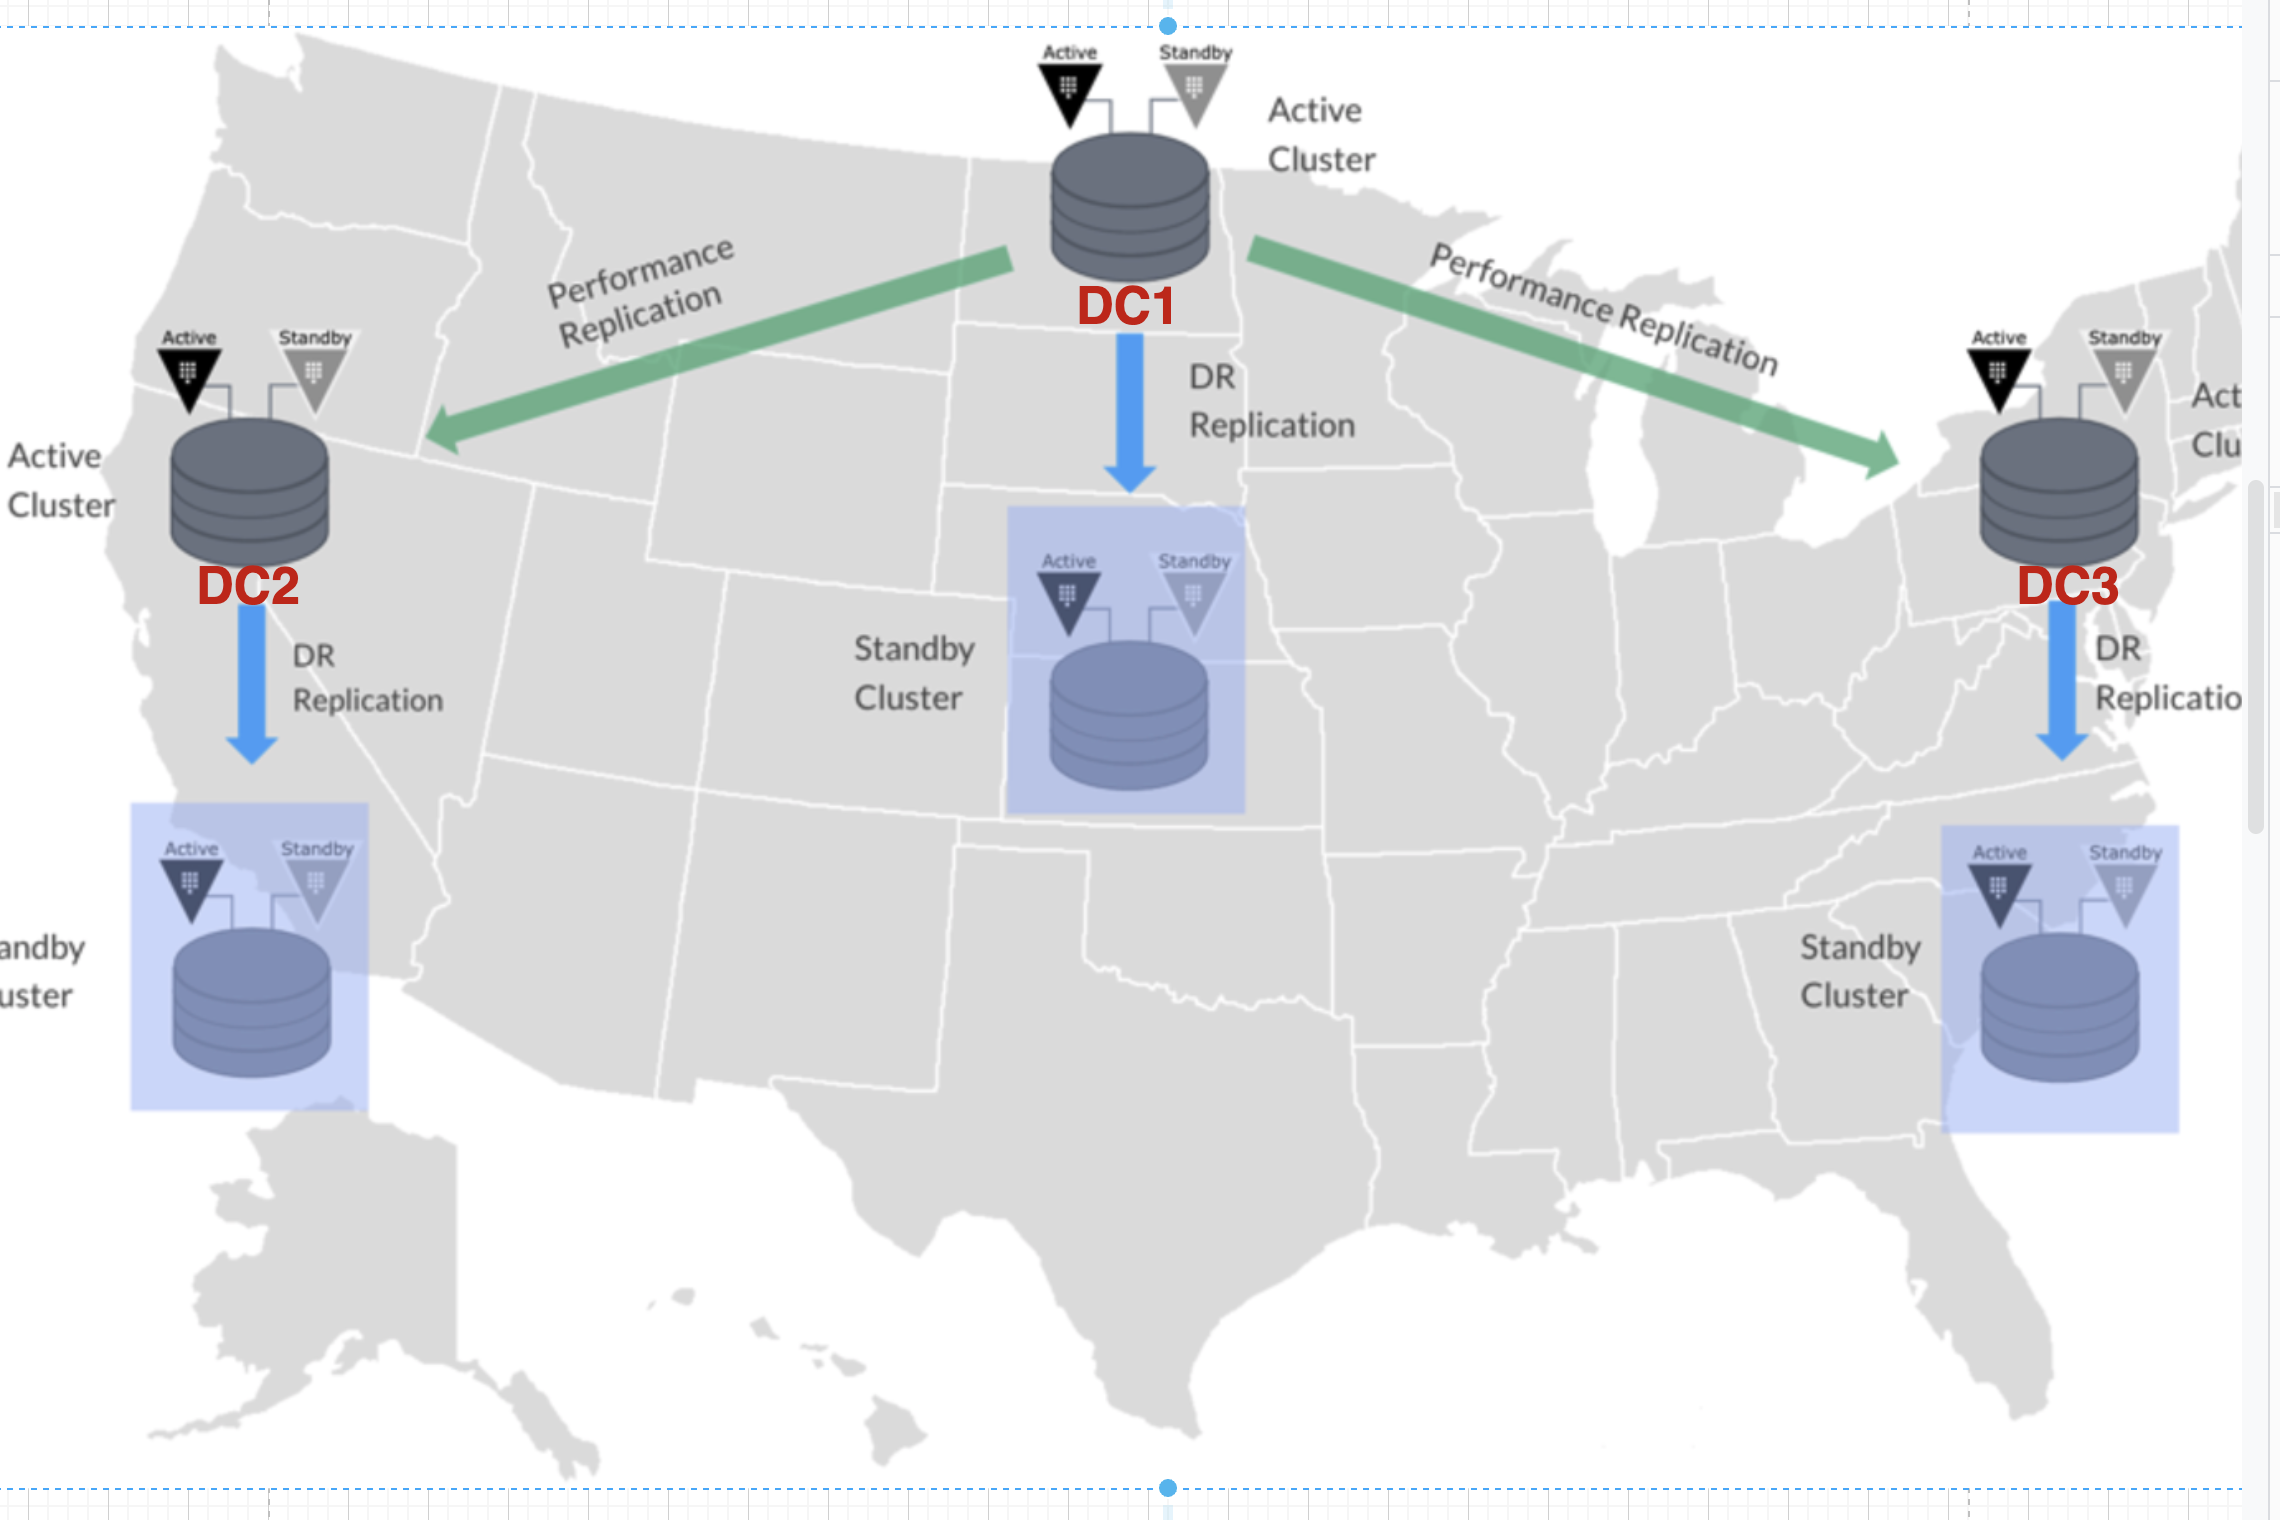 Active
Standby
Active
Cluster
Performance
Replication
Performance Replication
DC1
Active
Standby
Active
Cluster
DC2
DR
Replication
Active
Standby
Act
Clu
DC3
DR
Replication
Active
Standby
Standby
Cluster
DR
Replicatio
Active
Standby
andby
uster
Active
Standby
Standby
Cluster